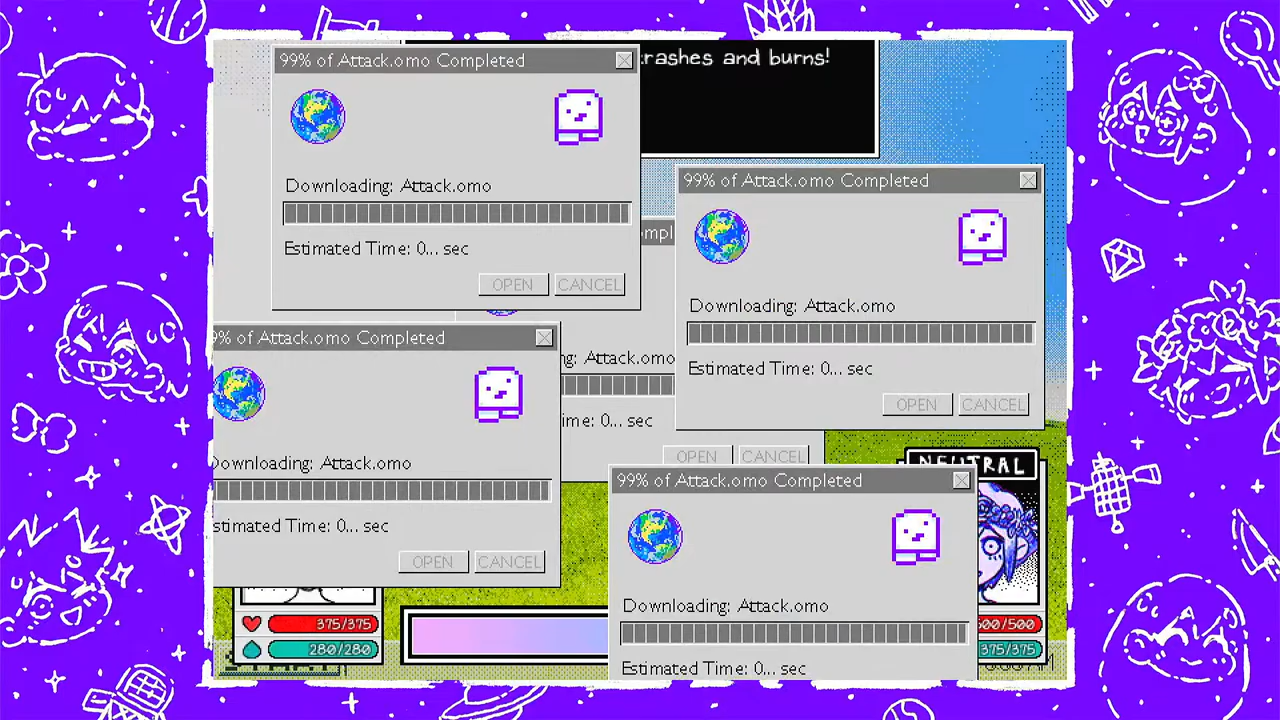 99% of Attack.omo Completed
crashes and burns!
Downloading: Attack.omo
Estimated Time: 0... sec
OPEN CANCEL
99% of Attack.omo Completed
Downloading: Attack.omo
Estimated Time: 0... sec
OPEN CANCEL
Attack.omo
ime: 0... sec
OPEN CANCEL
9% of Attack.omo Completed
Downloading: Attack.omo
stimated Time: 0... sec
OPEN CANCEL
NEUTRAL
99% of Attack.omo Completed
Downloading: Attack.omo
Estimated Time: 0... sec
375/375
280/280
500/500
375/375